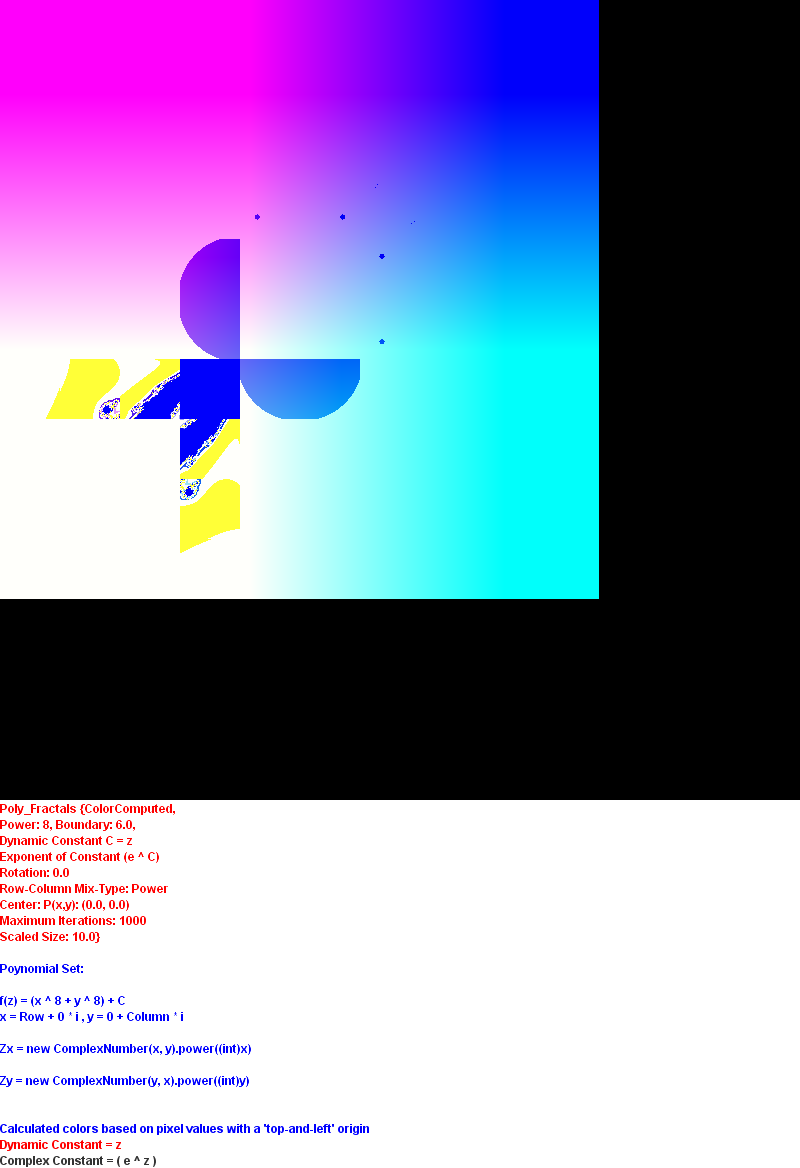 Poly_Fractals {ColorComputed,
Power: 8, Boundary: 6.0,
Dynamic Constant C = z
Exponent of Constant (e ^ C)
Rotation: 0.0
Row-Column Mix-Type: Power
Center: P(x,y): (0.0, 0.0)
Maximum Iterations: 1000
Scaled Size: 10.0}
Poynomial Set:
f(z) = (x ^ 8 + y ^ 8) + C
x = Row + 0 * i , y = 0 + Column * i
Zx = new ComplexNumber(x, y).power((int)x)
Zy = new ComplexNumber(y, x).power((int)y)
Calculated colors based on pixel values with a 'top-and-left' origin
Dynamic Constant = z
Complex Constant = ( e ^ z )